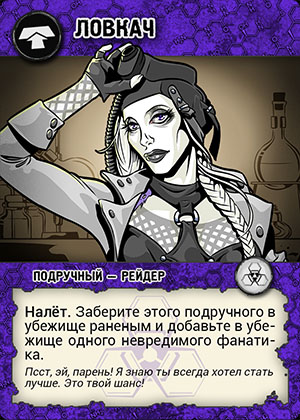 ЛОВКАЧ
ПОДРУЧНЫЙ – РЕЙДЕР
Налёт. Заберите этого подручного в
убежище раненым и добавьте в убе-
жище одного невредимого фанати-
ка.
Псст, эй, парень! Я знаю ты всегда хотел стать
лучше. Это твой шанс!